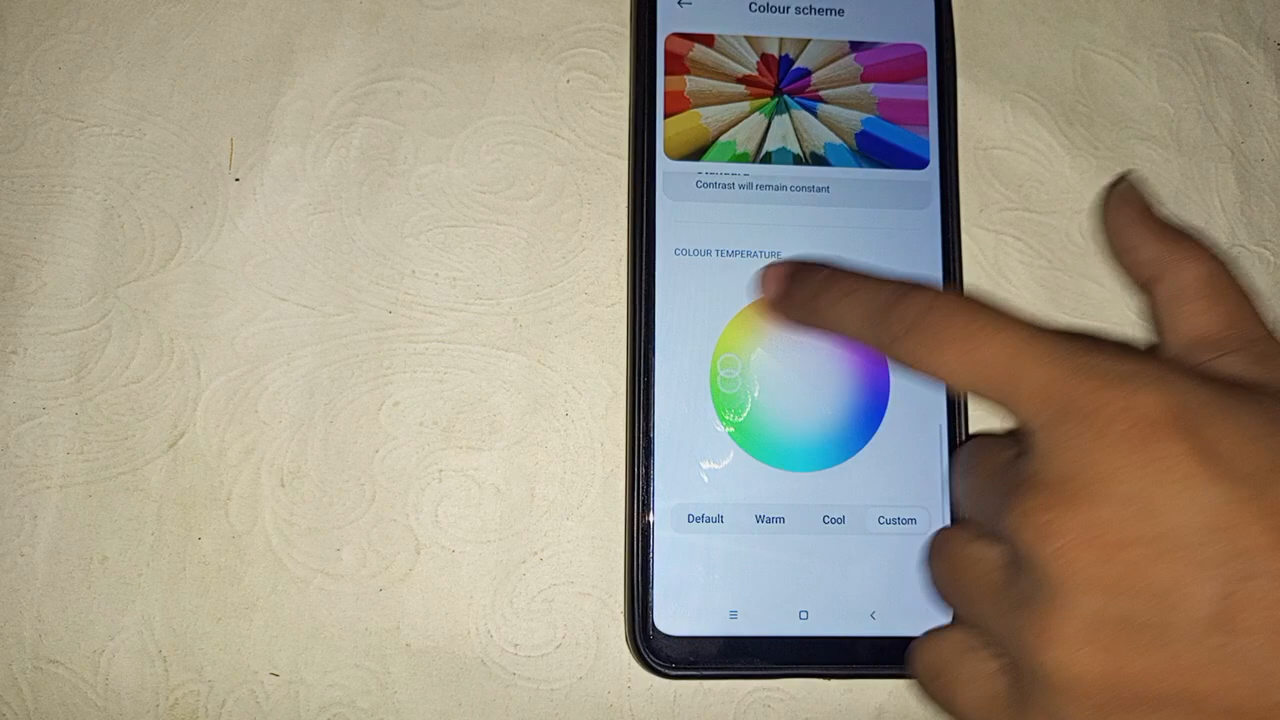 Colour scheme
Contrast will remain constant
COLOUR TEMPERATURE
Default
Warm
Cool
Custom